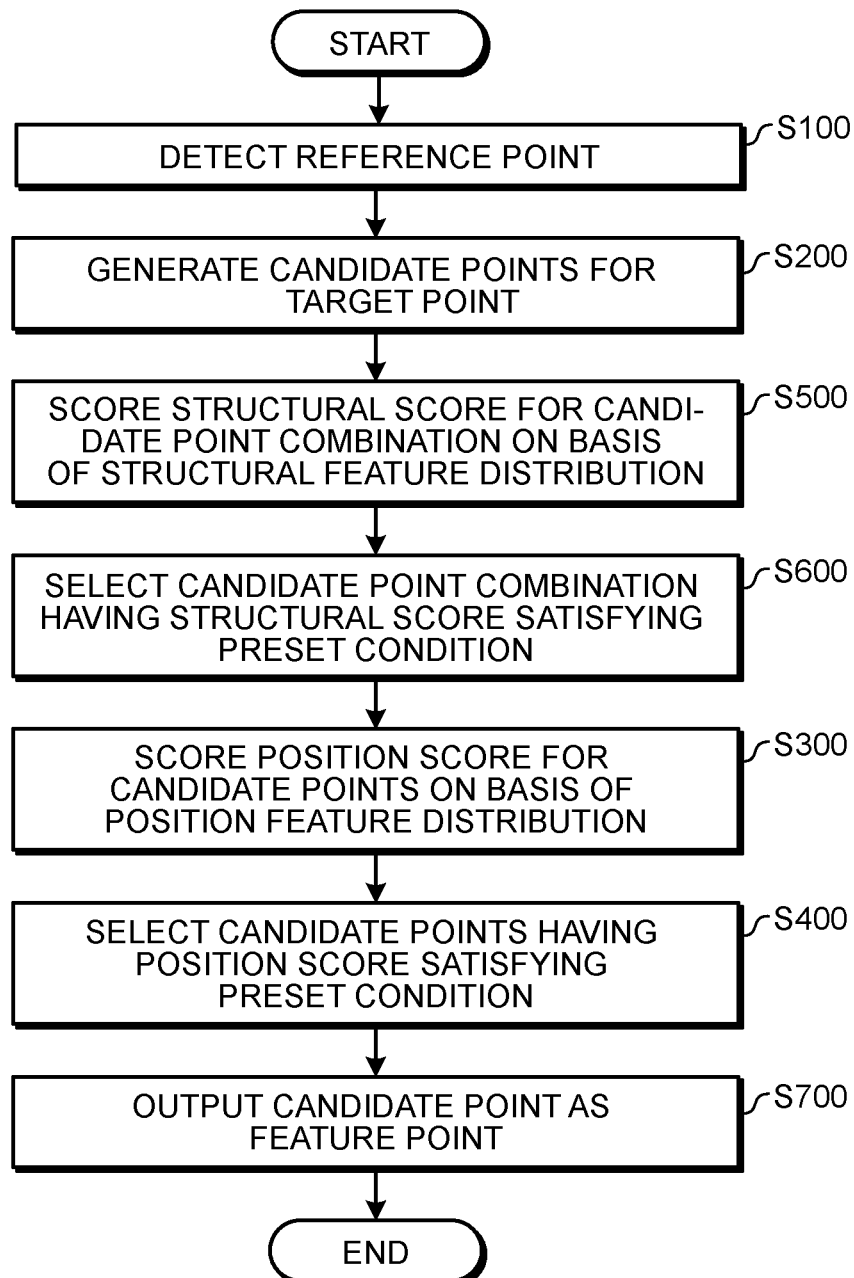 START
DETECT REFERENCE POINT
S100
GENERATE CANDIDATE POINTS FOR
TARGET POINT
S200
SCORE STRUCTURAL SCORE FOR CANDI-
DATE POINT COMBINATION ON BASIS
OF STRUCTURAL FEATURE DISTRIBUTION
S500
SELECT CANDIDATE POINT COMBINATION
HAVING STRUCTURAL SCORE SATISFYING
PRESET CONDITION
S600
SCORE POSITION SCORE FOR
CANDIDATE POINTS ON BASIS OF
POSITION FEATURE DISTRIBUTION
S300
SELECT CANDIDATE POINTS HAVING
POSITION SCORE SATISFYING
PRESET CONDITION
S400
OUTPUT CANDIDATE POINT AS
FEATURE POINT
S700
END